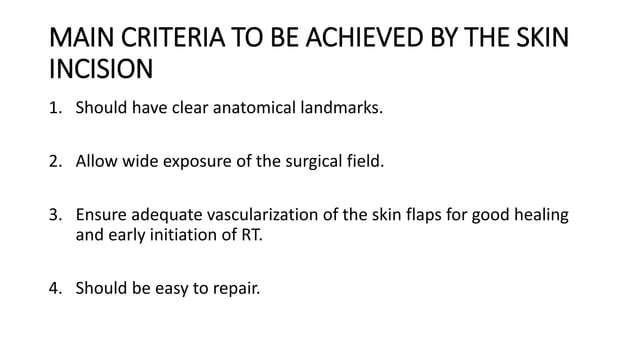 MAIN CRITERIA TO BE ACHIEVED BY THE SKIN
INCISION
1. Should have clear anatomical landmarks.
2. Allow wide exposure of the surgical field.
3. Ensure adequate vascularization of the skin flaps for good healing
and early initiation of RT.
4. Should be easy to repair.